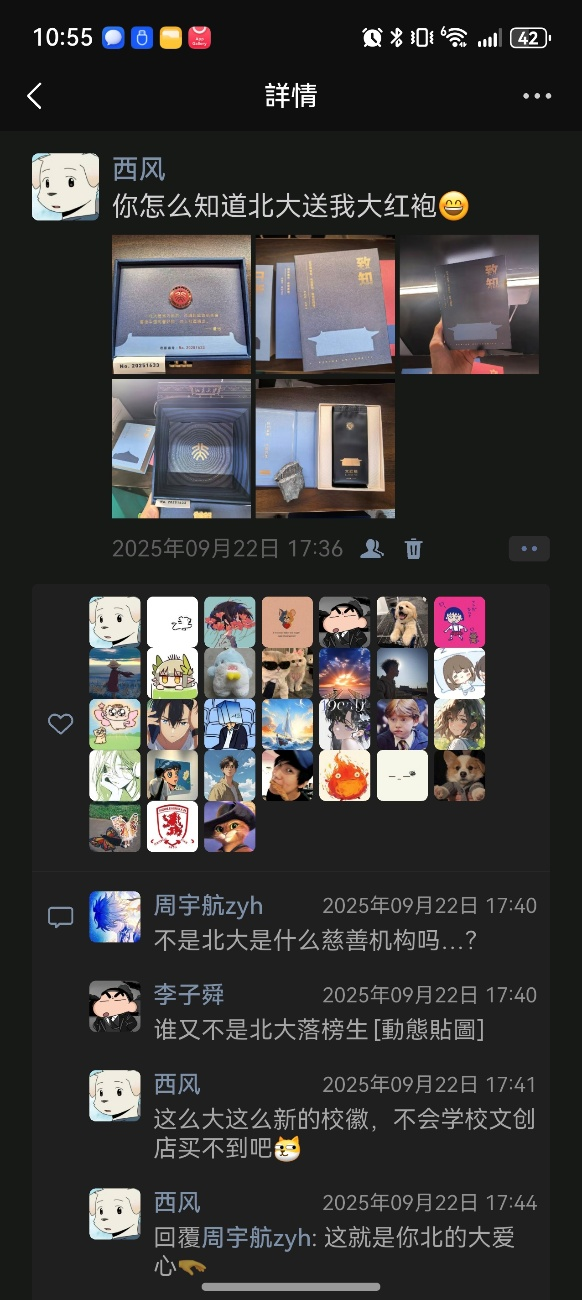 10:55
6
42
詳情
西风
你怎么知道北大送我大红袍😄
No. 20251623
致知
致知
2025年09月22日 17:36
周宇航zyh 2025年09月22日 17:40
不是北大是什么慈善机构吗...?
李子舜 2025年09月22日 17:40
谁又不是北大落榜生 [動態貼圖]
西风 2025年09月22日 17:41
这么大这么新的校徽，不会学校文创
店买不到吧
西风 2025年09月22日 17:44
回覆周宇航zyh: 这就是你北的大爱
心